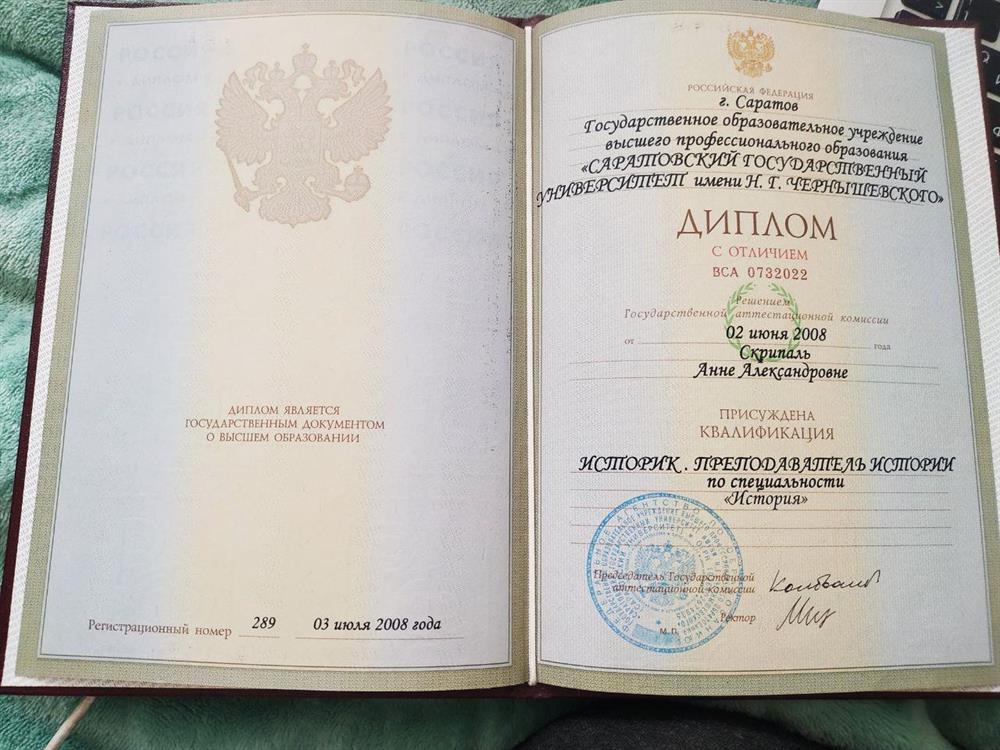 ДИПЛОМ ЯВЛЯЕТСЯ
ГОСУДАРСТВЕННЫМ ДОКУМЕНТОМ
О ВЫСШЕМ ОБРАЗОВАНИИ
Регистрационный номер 289 03 июля 2008 года
РОССИЙСКАЯ ФЕДЕРАЦИЯ
г. Саратов
Государственное образовательное учреждение
высшего профессионального образования
«САРАТОВСКИЙ ГОСУДАРСТВЕННЫЙ
УНИВЕРСИТЕТ имени Н. Г. ЧЕРНЫШЕВСКОГО»
ДИПЛОМ
С ОТЛИЧИЕМ
ВСА 0732022
Решением
Государственной аттестационной комиссии
от 02 июня 2008 года
Скрипаль
Анне Александровне
ПРИСУЖДЕНА
КВАЛИФИКАЦИЯ
ИСТОРИК. ПРЕПОДАВАТЕЛЬ ИСТОРИИ
по специальности
«История»
Председатель Государственной
аттестационной комиссии
Ректор
М.П.